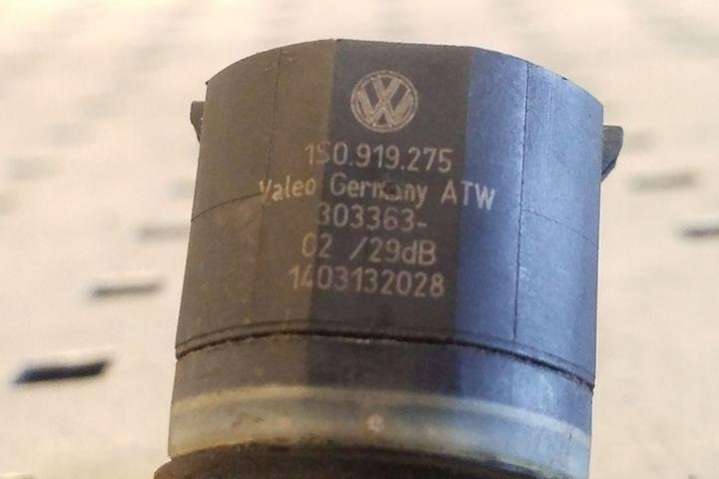 1S0.919.275
Valeo Germany ATW
303363-
02 /29dB
1403132028